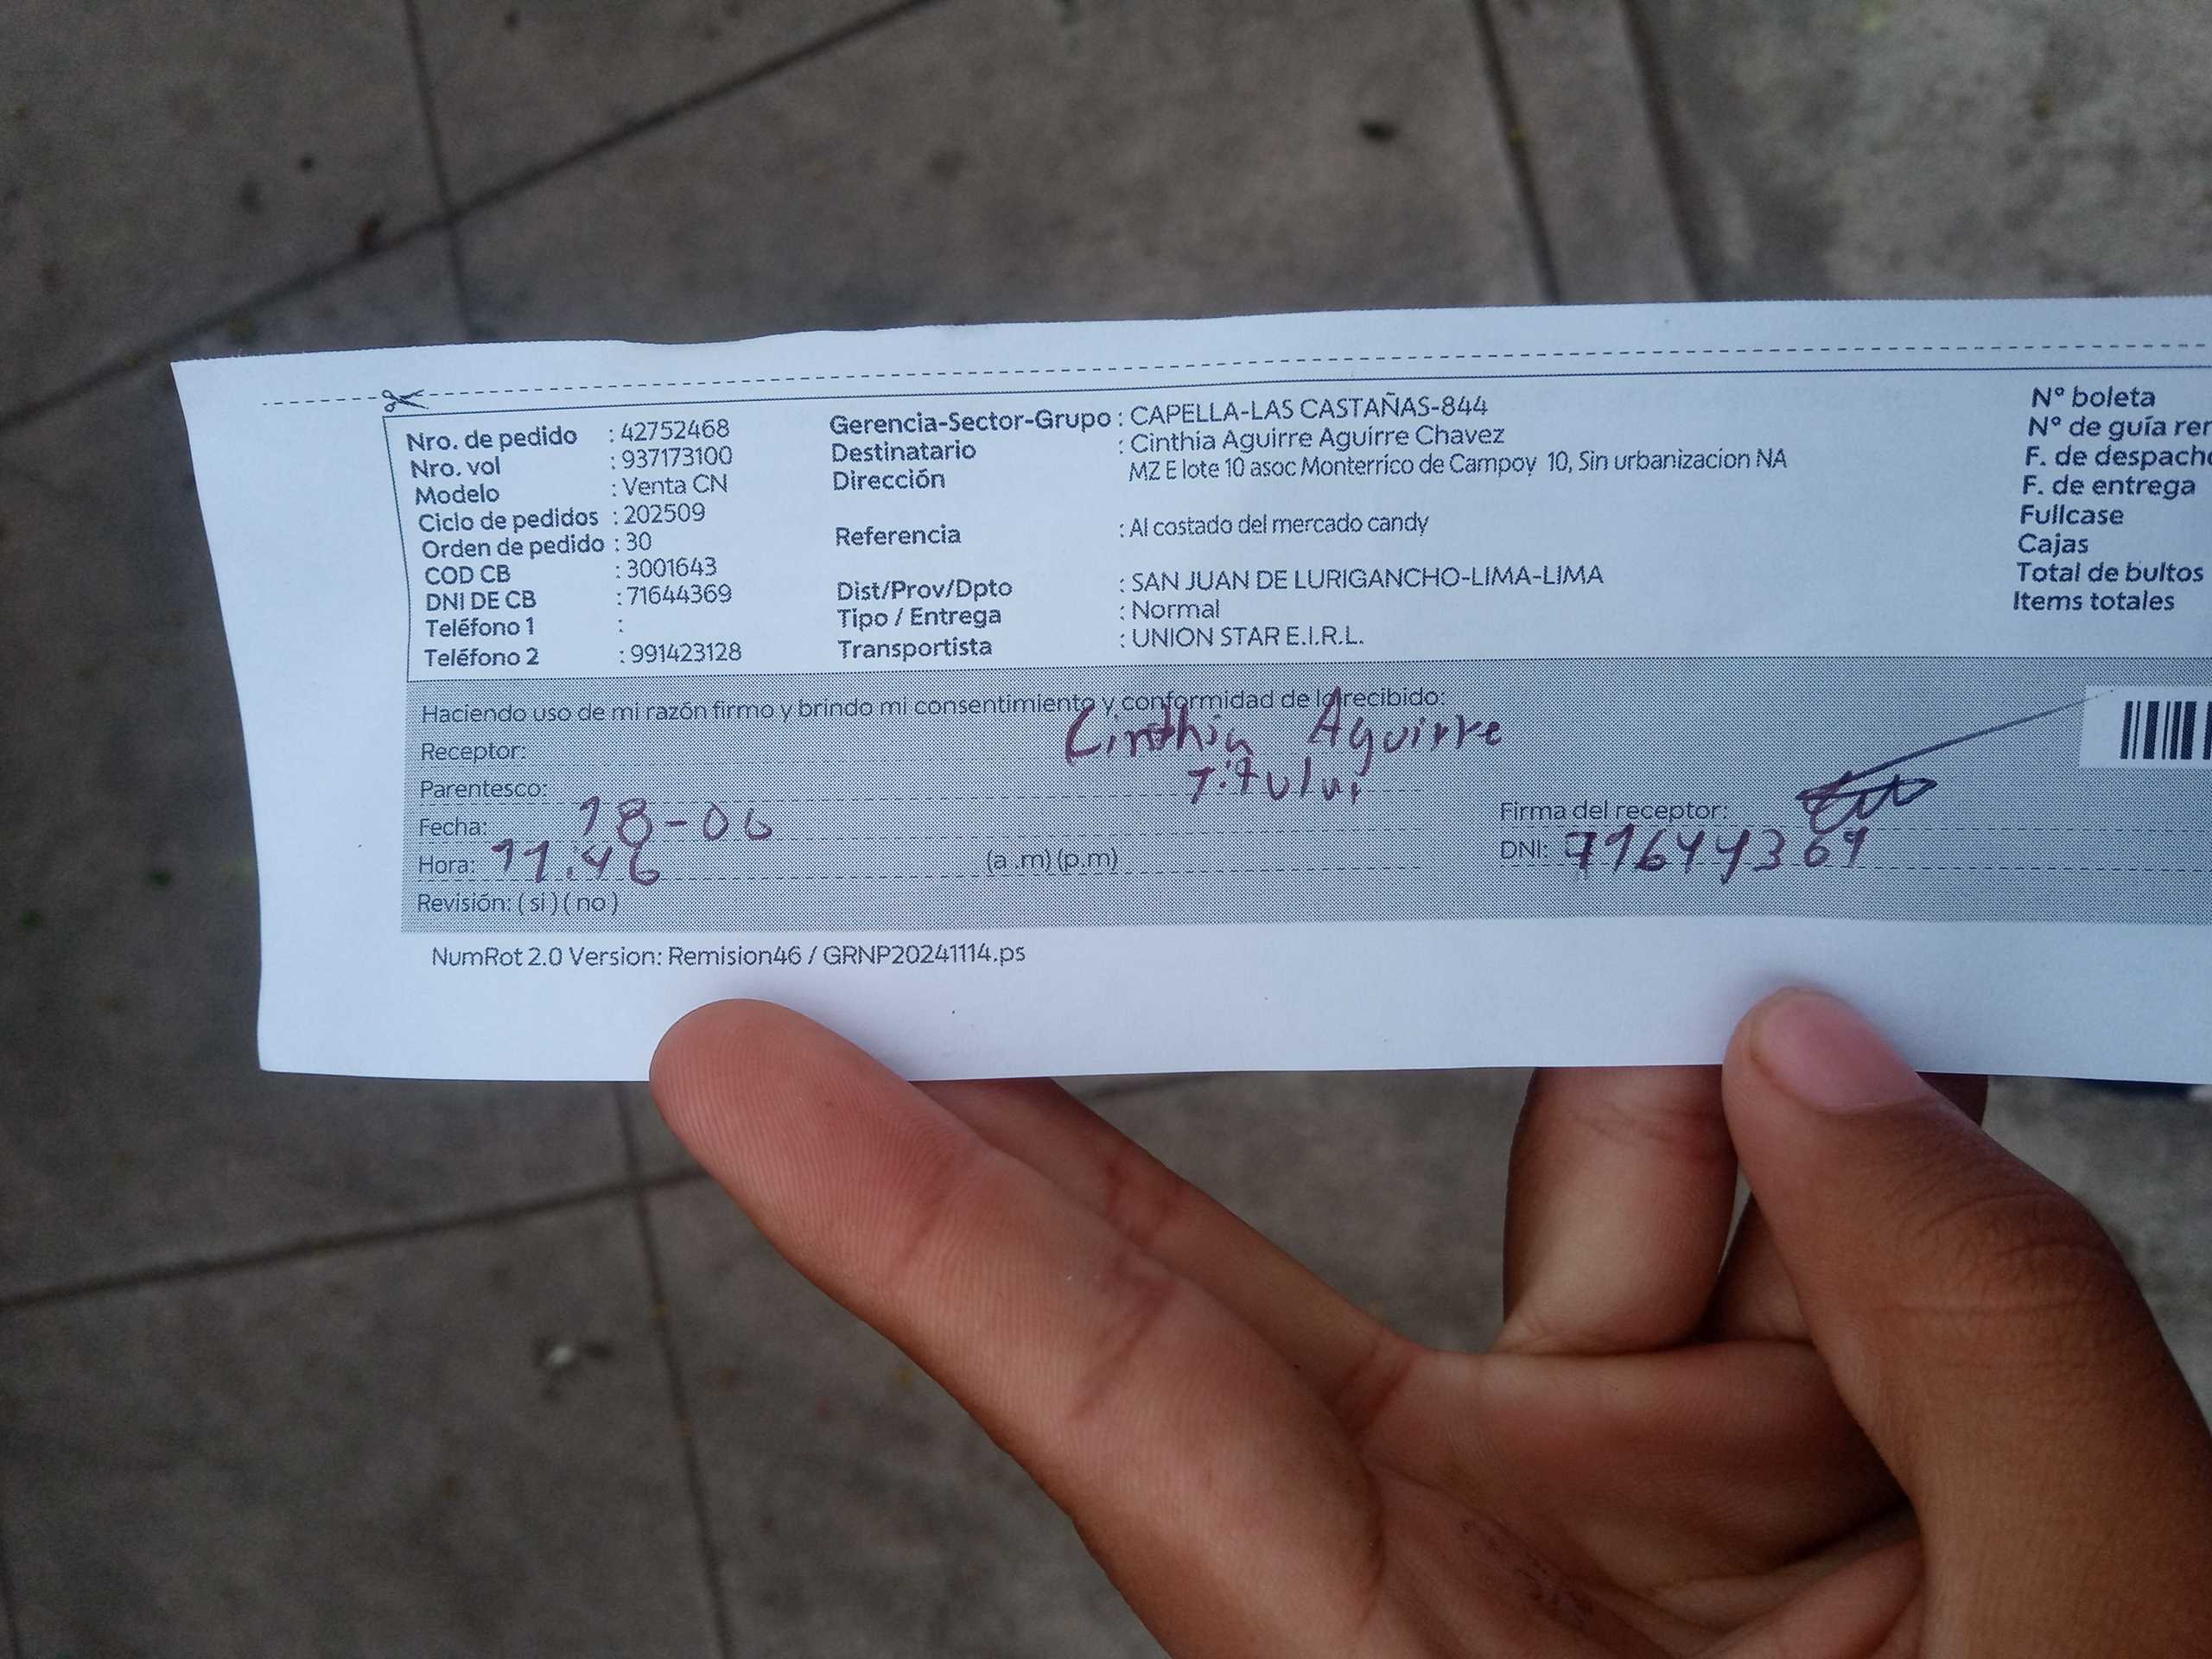 Nro. de pedido : 42752468
Nro. vol : 937173100
Modelo : Venta CN
Ciclo de pedidos : 202509
Orden de pedido : 30
COD CB : 3001643
DNI DE CB : 71644369
Teléfono 1 :
Teléfono 2 : 991423128
Gerencia-Sector-Grupo : CAPELLA-LAS CASTAÑAS-844
Destinatario : Cinthia Aguirre Aguirre Chavez
Dirección MZ E lote 10 asoc Monterrico de Campoy 10, Sin urbanizacion NA
Referencia : Al costado del mercado candy
Dist/Prov/Dpto : SAN JUAN DE LURIGANCHO-LIMA-LIMA
Tipo / Entrega : Normal
Transportista : UNION STAR E.I.R.L.
N° boleta
N° de guía rem
F. de despacho
F. de entrega
Fullcase
Cajas
Total de bultos
Items totales
Haciendo uso de mi razón firmo y brindo mi consentimiento y conformidad de lo recibido:
Receptor: Cinthia Aguirre
Parentesco: Titular
Fecha: 18-06
Hora: 11:46 (a .m) (p.m)
Revisión: ( si ) ( no )
Firma del receptor:
DNI: 71644369
NumRot 2.0 Version: Remision46 / GRNP20241114.ps